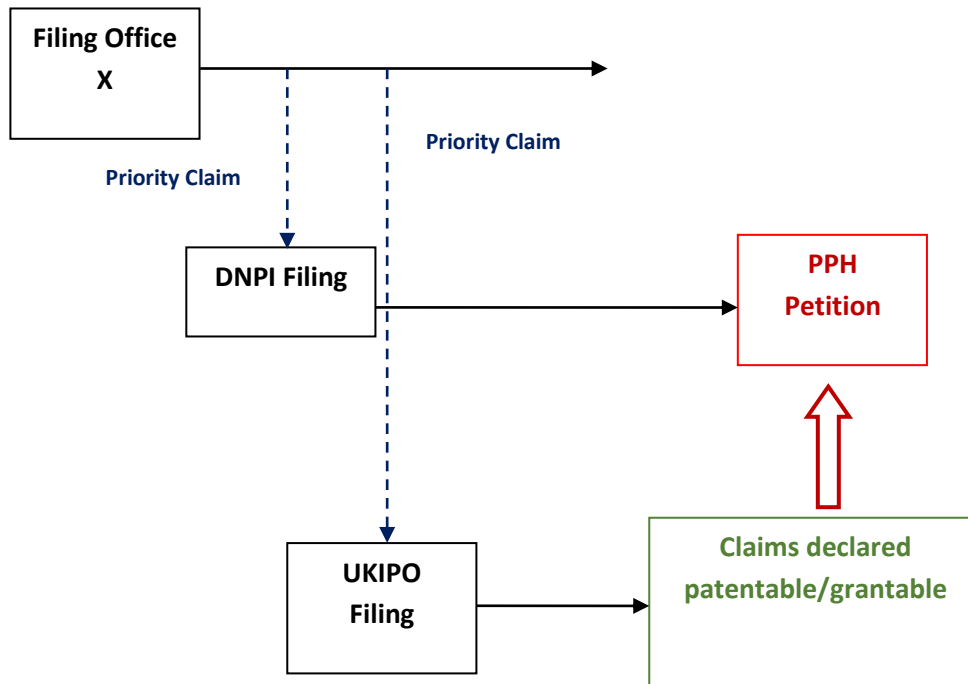 Filing Office
X
Priority Claim
Priority Claim
DNPI Filing
PPH
Petition
UKIPO
Filing
Claims declared
patentable/grantable